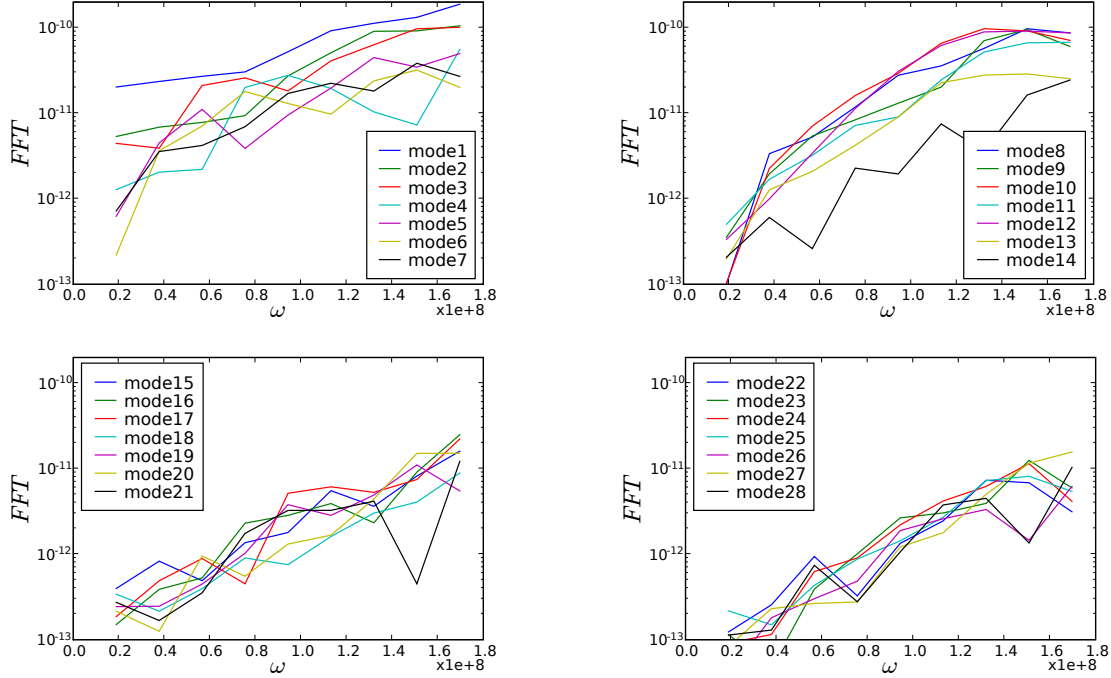 10^-10
10^-11
10^-12
10^-13
FFT
mode1
mode2
mode3
mode4
mode5
mode6
mode7
0.0 0.2 0.4 0.6 0.8 1.0 1.2 1.4 1.6 1.8
ω
x1e+8
10^-10
10^-11
10^-12
10^-13
FFT
mode8
mode9
mode10
mode11
mode12
mode13
mode14
0.0 0.2 0.4 0.6 0.8 1.0 1.2 1.4 1.6 1.8
ω
x1e+8
10^-10
10^-11
10^-12
10^-13
FFT
mode15
mode16
mode17
mode18
mode19
mode20
mode21
0.0 0.2 0.4 0.6 0.8 1.0 1.2 1.4 1.6 1.8
ω
x1e+8
10^-10
10^-11
10^-12
10^-13
FFT
mode22
mode23
mode24
mode25
mode26
mode27
mode28
0.0 0.2 0.4 0.6 0.8 1.0 1.2 1.4 1.6 1.8
ω
x1e+8